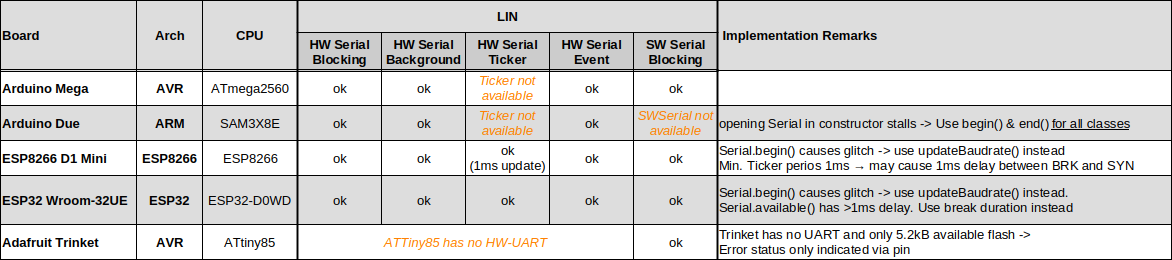 Board Arch CPU LIN Implementation Remarks
HW Serial Blocking HW Serial Background HW Serial Ticker HW Serial Event SW Serial Blocking
Arduino Mega AVR ATmega2560 ok ok Ticker not available ok ok
Arduino Due ARM SAM3X8E ok ok Ticker not available ok SWSerial not available opening Serial in constructor stalls -> Use begin() & end() for all classes
ESP8266 D1 Mini ESP8266 ESP8266 ok ok ok (1ms update) ok ok Serial.begin() causes glitch -> use updateBaudrate() instead
Min. Ticker perios 1ms → may cause 1ms delay between BRK and SYN
ESP32 Wroom-32UE ESP32 ESP32-D0WD ok ok ok ok ok Serial.begin() causes glitch -> use updateBaudrate() instead.
Serial.available() has >1ms delay. Use break duration instead
Adafruit Trinket AVR ATtiny85 ATTiny85 has no HW-UART ok Trinket has no UART and only 5.2kB available flash ->
Error status only indicated via pin